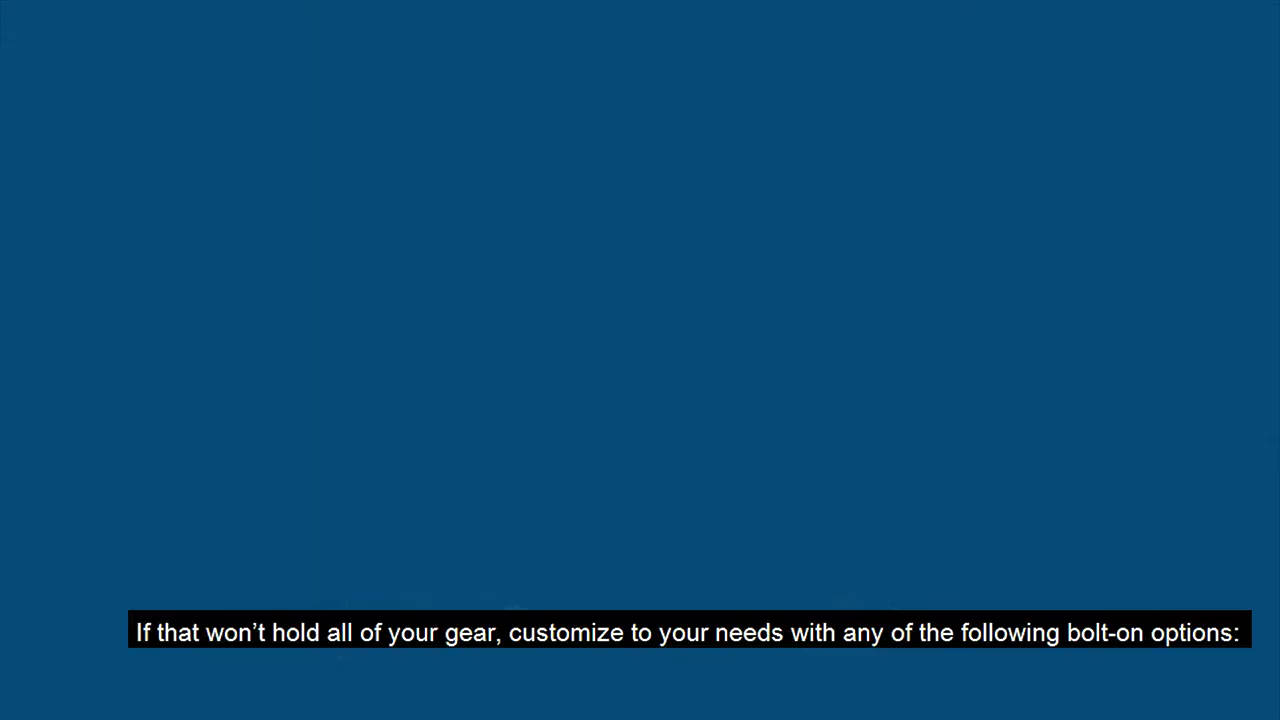 If that won’t hold all of your gear, customize to your needs with any of the following bolt-on options: